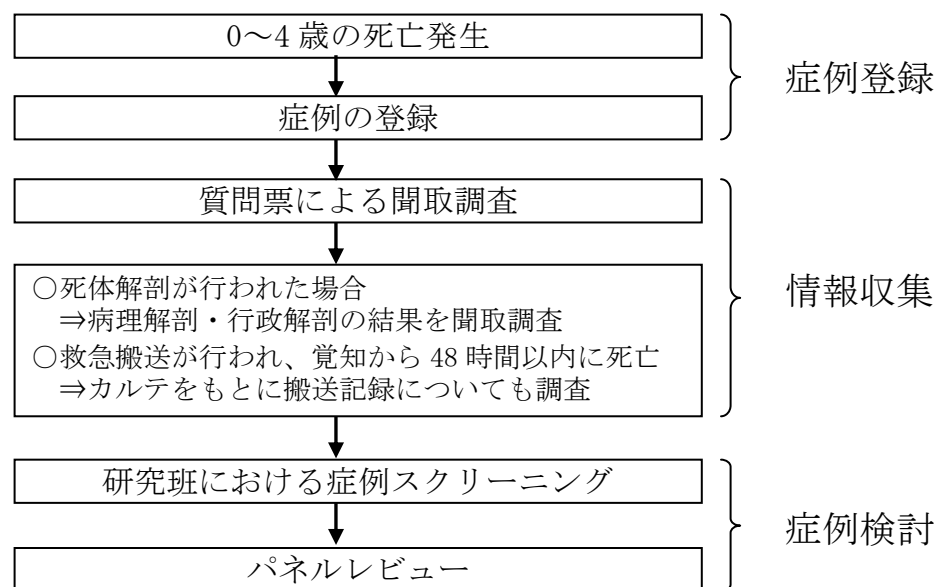 0～4 歳の死亡発生
症例の登録
症例登録
質問票による聞取調査
○死体解剖が行われた場合
⇒病理解剖・行政解剖の結果を聞取調査
○救急搬送が行われ、覚知から 48 時間以内に死亡
⇒カルテをもとに搬送記録についても調査
情報収集
研究班における症例スクリーニング
パネルレビュー
症例検討